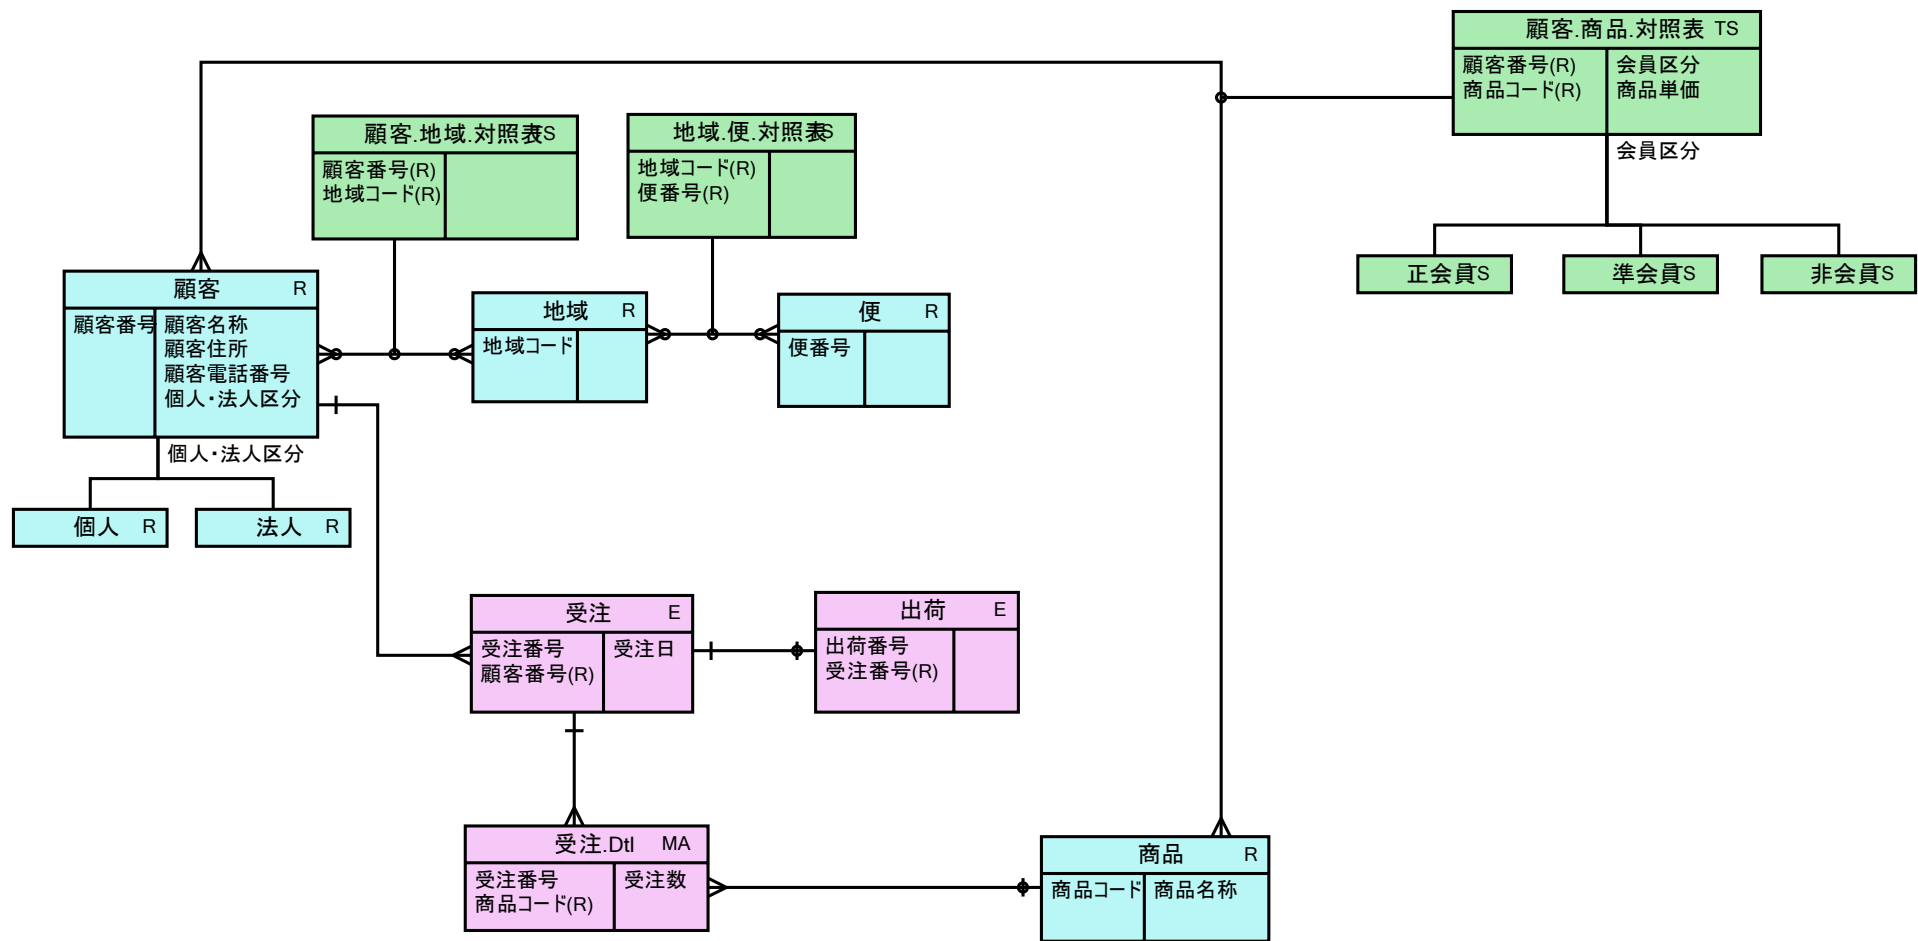 顧客.商品.対照表 TS
顧客番号(R) 会員区分
商品コード(R) 商品単価
会員区分
正会員 TS
準会員 TS
非会員 TS
顧客.地域.対照表 TS
顧客番号(R)
地域コード(R)
地域.便.対照表 TS
地域コード(R)
便番号(R)
顧客 R
顧客番号 顧客名称
顧客住所
顧客電話番号
個人・法人区分
個人・法人区分
個人 R
法人 R
地域 R
地域コード
便 R
便番号
受注 E
受注番号 受注日
顧客番号(R)
出荷 E
出荷番号
受注番号(R)
受注.Dtl MA
受注番号 受注数
商品コード(R)
商品 R
商品コード 商品名称